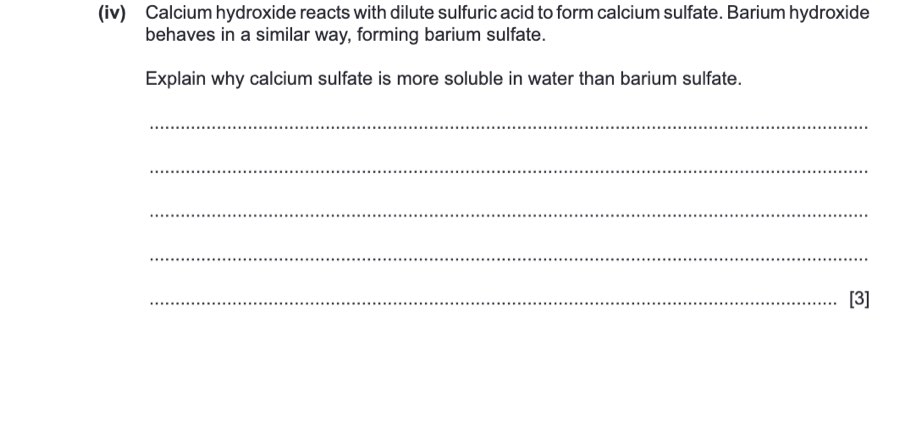 (iv) Calcium hydroxide reacts with dilute sulfuric acid to form calcium sulfate. Barium hydroxide
behaves in a similar way, forming barium sulfate.
Explain why calcium sulfate is more soluble in water than barium sulfate.
................................................................................................................................................
................................................................................................................................................
................................................................................................................................................
................................................................................................................................................
.......................................................................................................................................... [3]